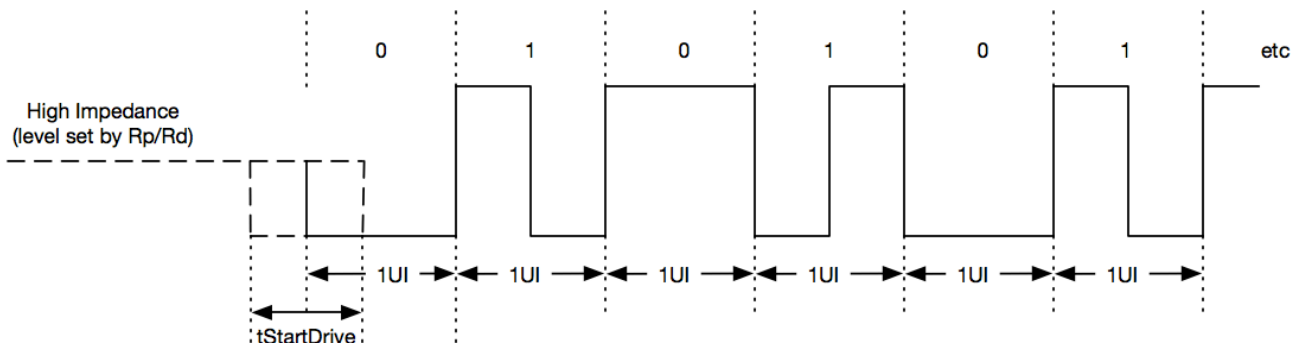 0 1 0 1 0 1 etc
High Impedance
(level set by Rp/Rd)
1UI 1UI 1UI 1UI 1UI 1UI
tStartDrive